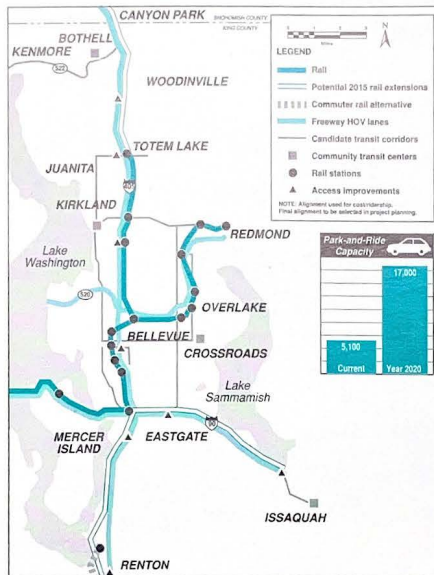 CANYON PARK
SNOHOMISH COUNTY
KING COUNTY
BOTHELL
KENMORE
522
WOODINVILLE
TOTEM LAKE
JUANITA
405
KIRKLAND
REDMOND
Lake
Washington
520
OVERLAKE
BELLEVUE
CROSSROADS
Lake
Sammamish
MERCER
ISLAND
EASTGATE
90
ISSAQUAH
RENTON
N
LEGEND
Rail
Potential 2015 rail extensions
Commuter rail alternative
Freeway HOV lanes
Candidate transit corridors
Community transit centers
Rail stations
Access improvements
NOTE: Alignment used for cost/ridership.
Final alignment to be selected in project planning.
Park-and-Ride
Capacity
17,000
5,100
Current
Year 2020